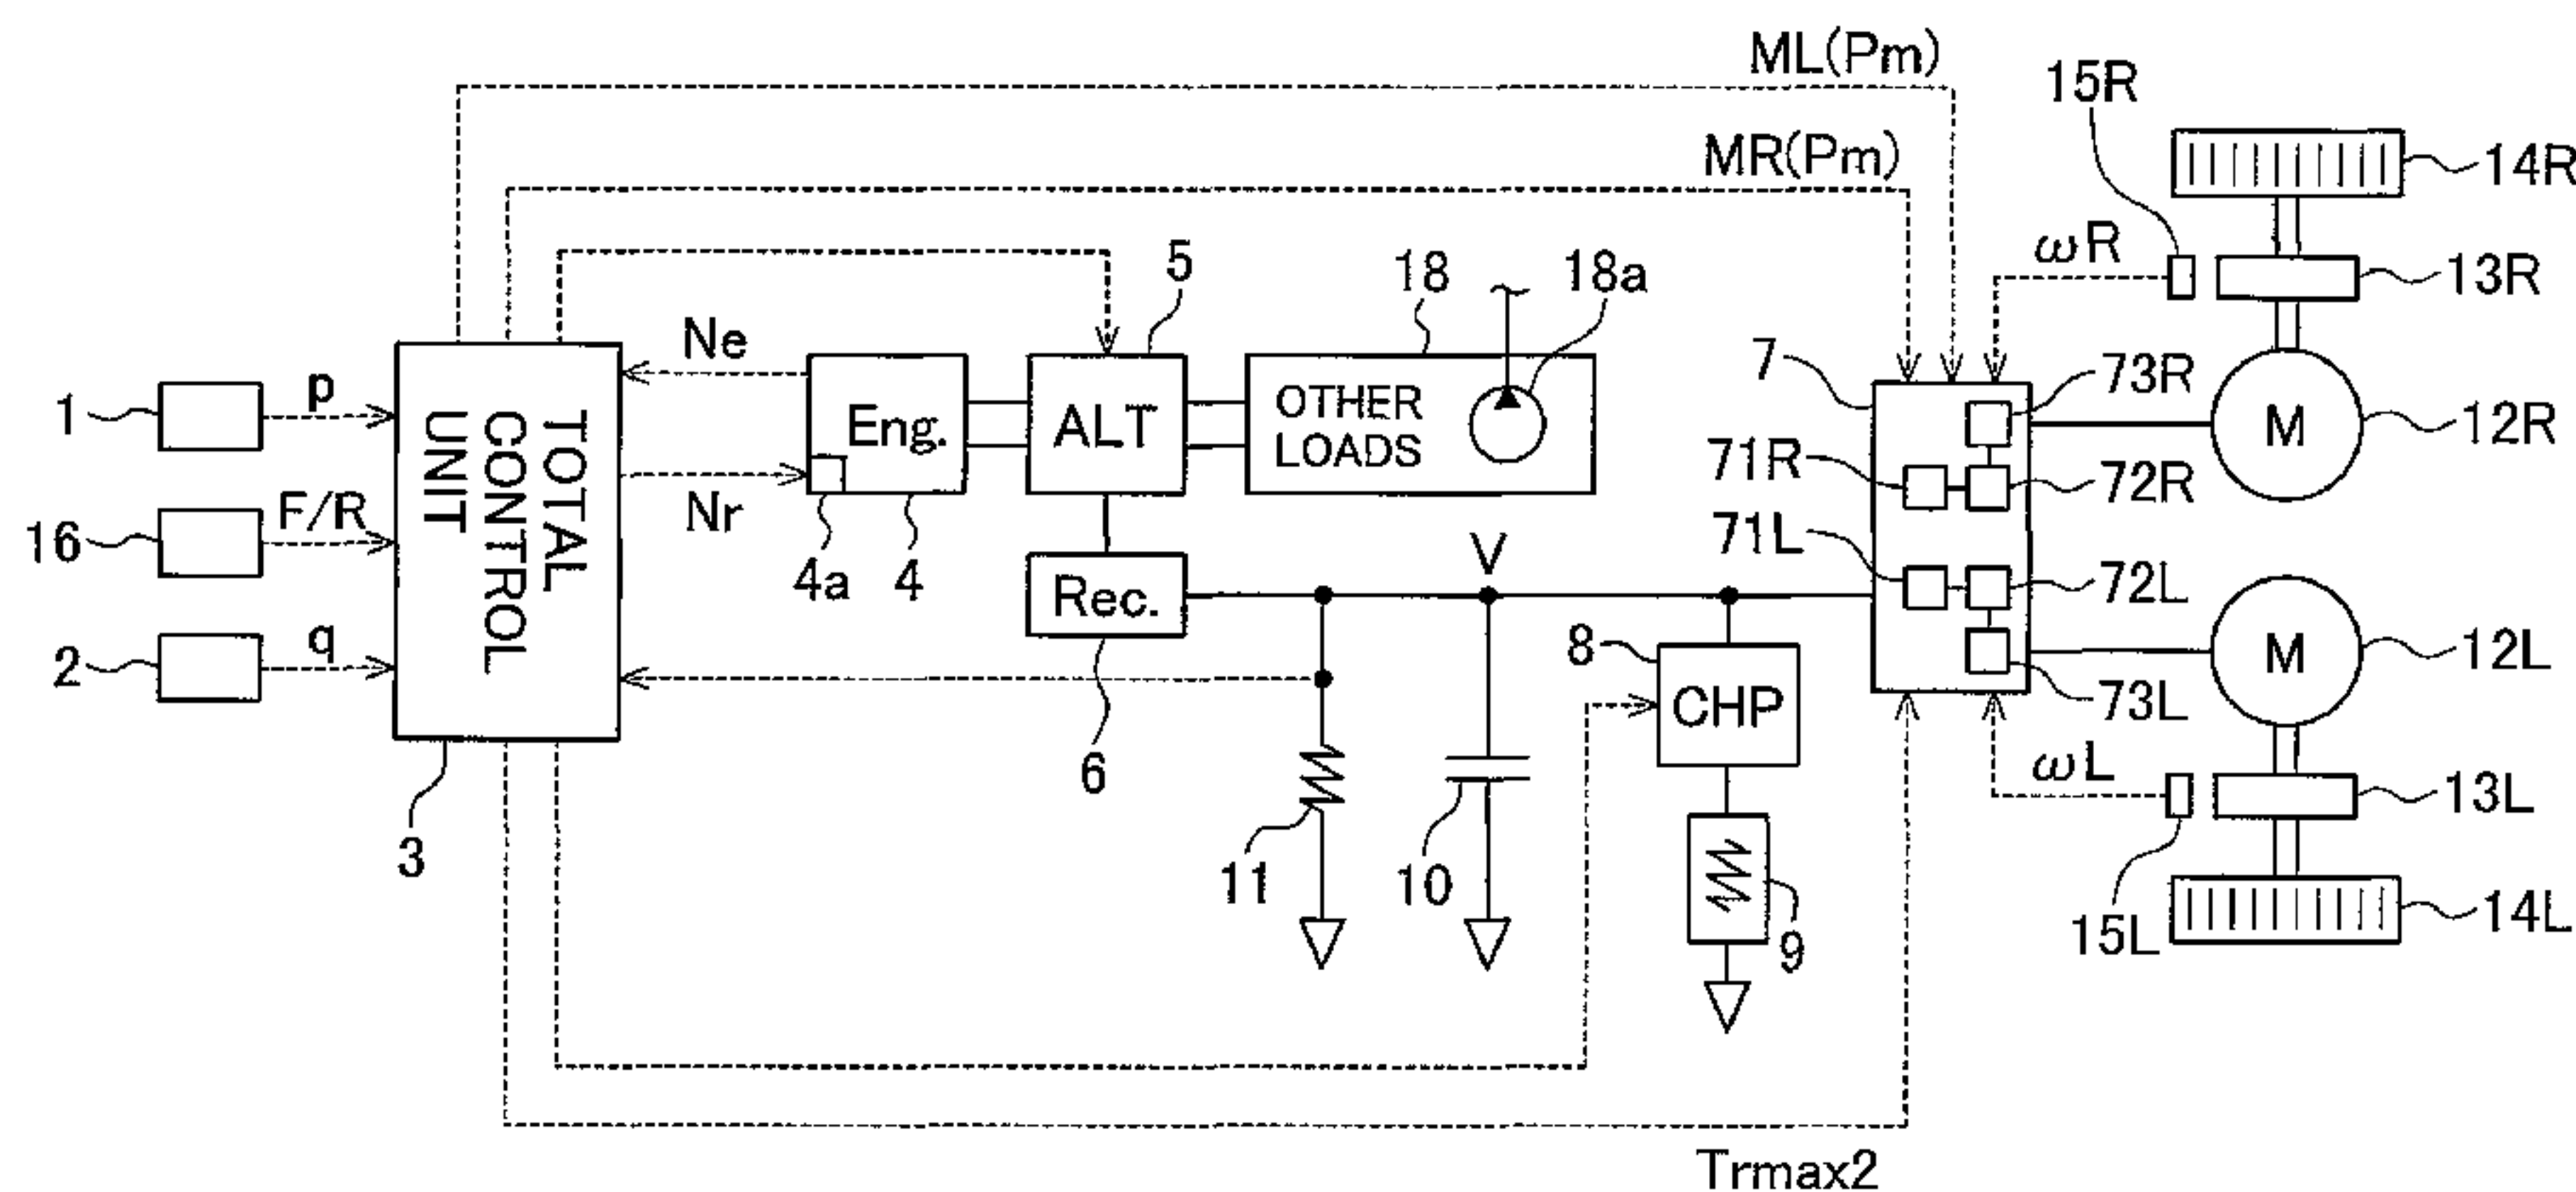 ML(Pm)
15R
MR(Pm)
14R
5
18
18a
ωR
13R
Ne
7
73R
1
p
TOTAL
CONTROL
UNIT
Eng.
ALT
OTHER
LOADS
M
12R
71R
72R
F/R
16
Nr
4a
4
V
71L
72L
Rec.
2
q
8
CHP
M
12L
73L
6
ωL
13L
3
11
10
9
15L
14L
Trmax2